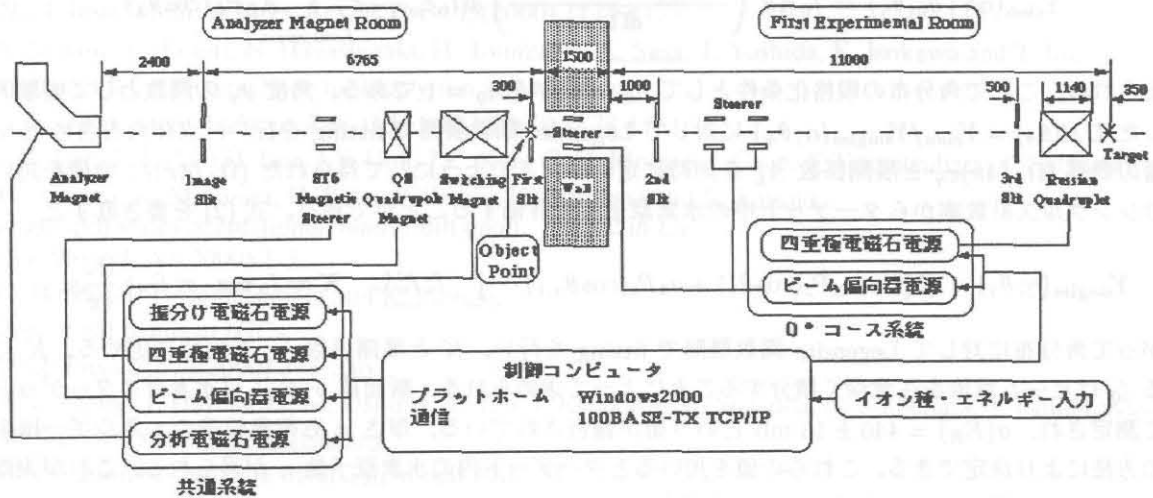 Analyzer Magnet Room
First Experimental Room
2400
6765
1500
11000
300
1000
500
1140
350
Steerer
Steerer
Wall
Target
Analyzer
Magnet
Image
Slit
Magnetic
Steerer
QM
Quadrupole
Magnet
Switching
Magnet
First
Slit
2nd
Slit
3rd
Slit
Russian
Quadruplet
Object
Point
四重極電磁石電源
ビーム偏向器電源
0°コース系統
振分け電磁石電源
四重極電磁石電源
ビーム偏向器電源
分析電磁石電源
共通系統
制御コンピュータ
プラットホーム Windows2000
通信 100BASE-TX TCP/IP
イオン種・エネルギー入力